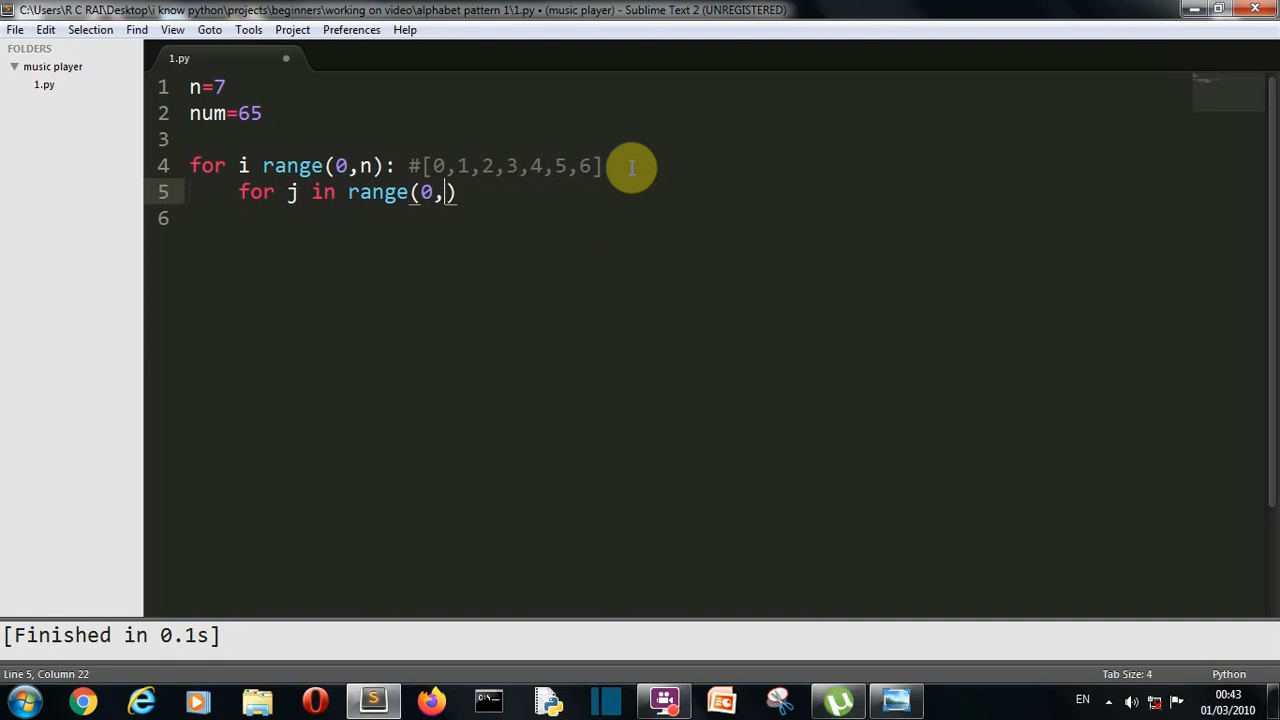 C:\Users\R C RAI\Desktop\i know python\projects\beginners\working on video\alphabet pattern 1\1.py • (music player) - Sublime Text 2 (UNREGISTERED)
File Edit Selection Find View Goto Tools Project Preferences Help
FOLDERS
music player
1.py
1.py
1 n=7
2 num=65
3
4 for i range(0,n): #[0,1,2,3,4,5,6]
5     for j in range(0,)
6
[Finished in 0.1s]
Line 5, Column 22
Tab Size: 4
Python
EN
00:43
01/03/2010